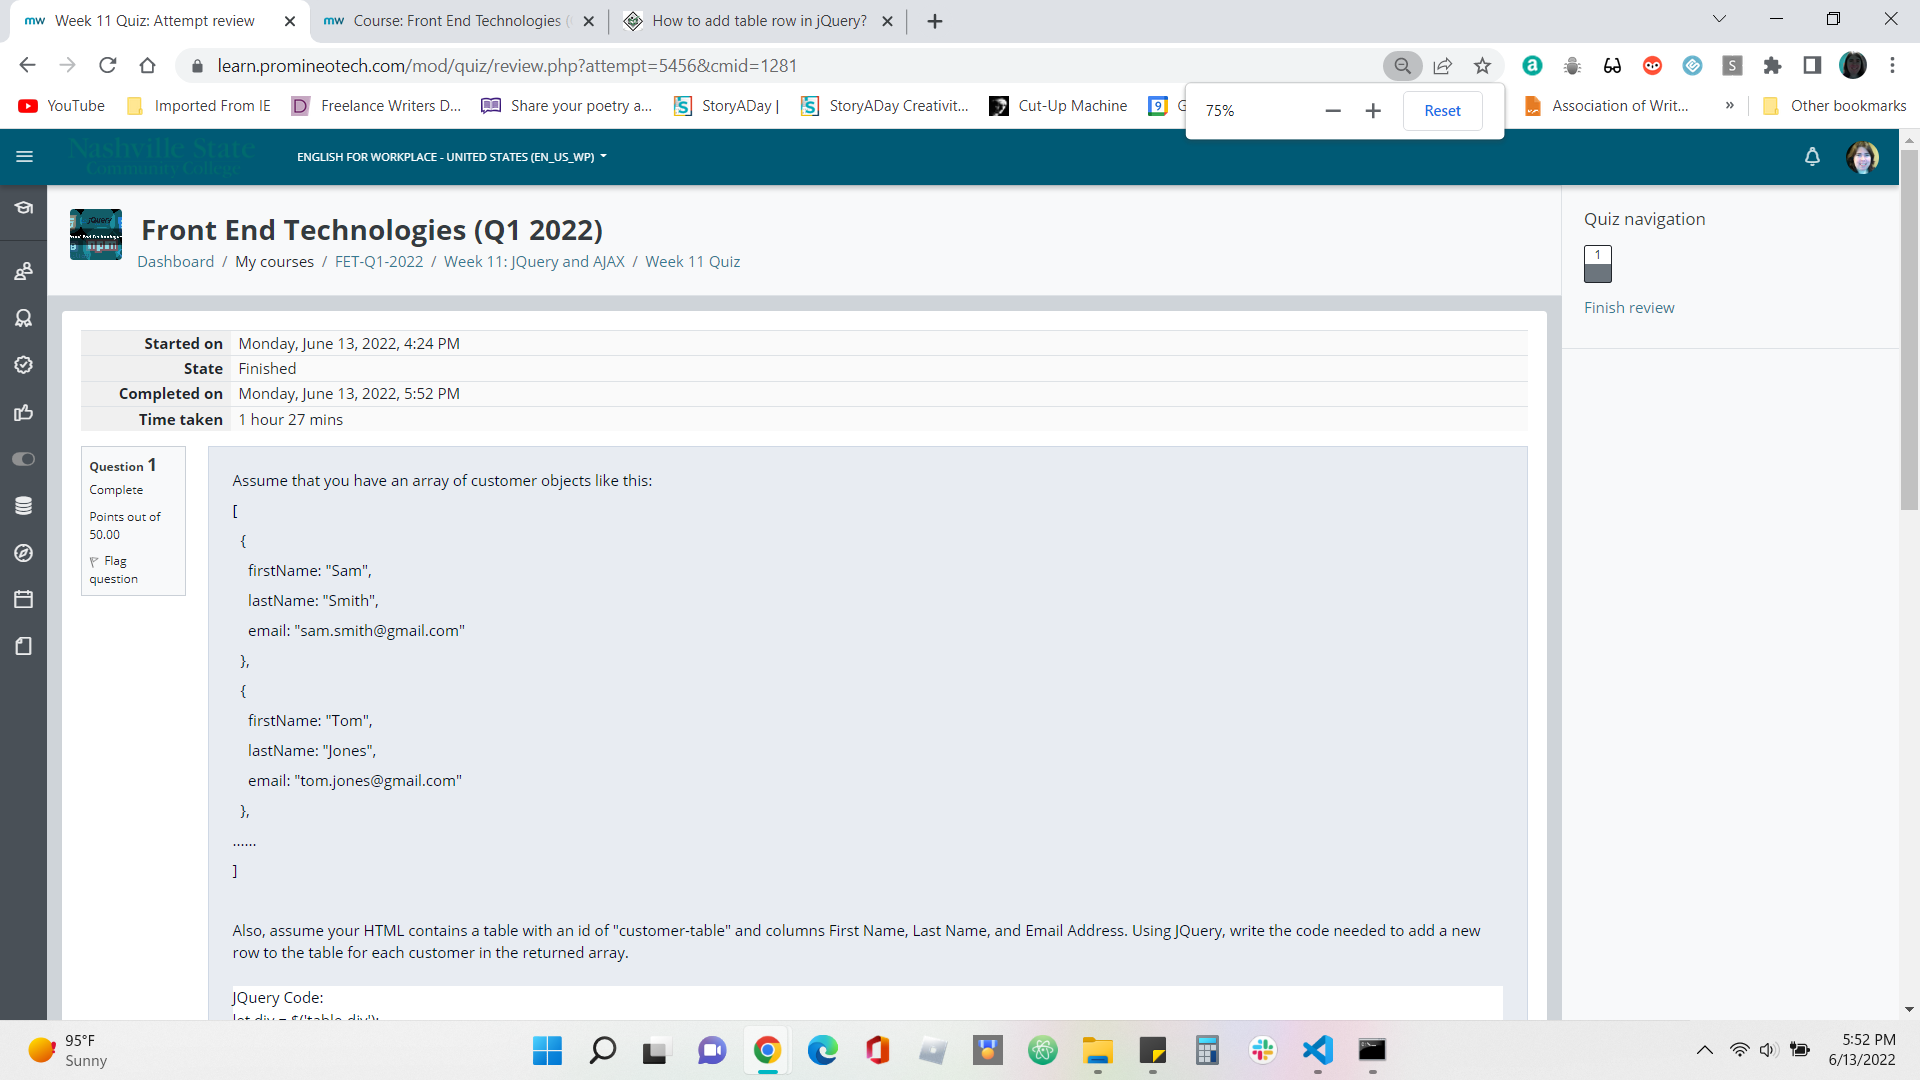 Week 11 Quiz: Attempt review
Course: Front End Technologies (
How to add table row in jQuery?
learn.promineotech.com/mod/quiz/review.php?attempt=5456&cmid=1281
YouTube
Imported From IE
Freelance Writers D...
Share your poetry a...
StoryADay |
StoryADay Creativit...
Cut-Up Machine
G
75%
Reset
Association of Writ...
»
Other bookmarks
Nashville State
Community College
ENGLISH FOR WORKPLACE - UNITED STATES (EN_US_WP)
Front End Technologies (Q1 2022)
Dashboard / My courses / FET-Q1-2022 / Week 11: JQuery and AJAX / Week 11 Quiz
Quiz navigation
1
Finish review
Started on Monday, June 13, 2022, 4:24 PM
State Finished
Completed on Monday, June 13, 2022, 5:52 PM
Time taken 1 hour 27 mins
Question 1
Complete
Points out of
50.00
Flag
question
Assume that you have an array of customer objects like this:
[
{
firstName: "Sam",
lastName: "Smith",
email: "sam.smith@gmail.com"
},
{
firstName: "Tom",
lastName: "Jones",
email: "tom.jones@gmail.com"
},
......
]
Also, assume your HTML contains a table with an id of "customer-table" and columns First Name, Last Name, and Email Address. Using JQuery, write the code needed to add a new
row to the table for each customer in the returned array.
JQuery Code:
let div = $('table div');
95°F
Sunny
5:52 PM
6/13/2022